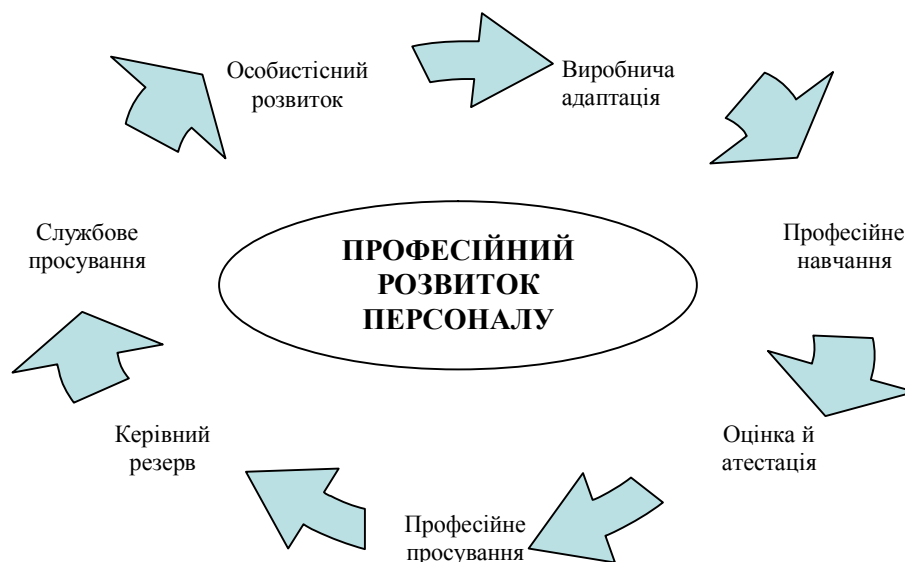 Особистісний
розвиток
Виробнича
адаптація
Професійне
навчання
Оцінка й
атестація
Професійне
просування
Керівний
резерв
Службове
просування
ПРОФЕСІЙНИЙ
РОЗВИТОК
ПЕРСОНАЛУ